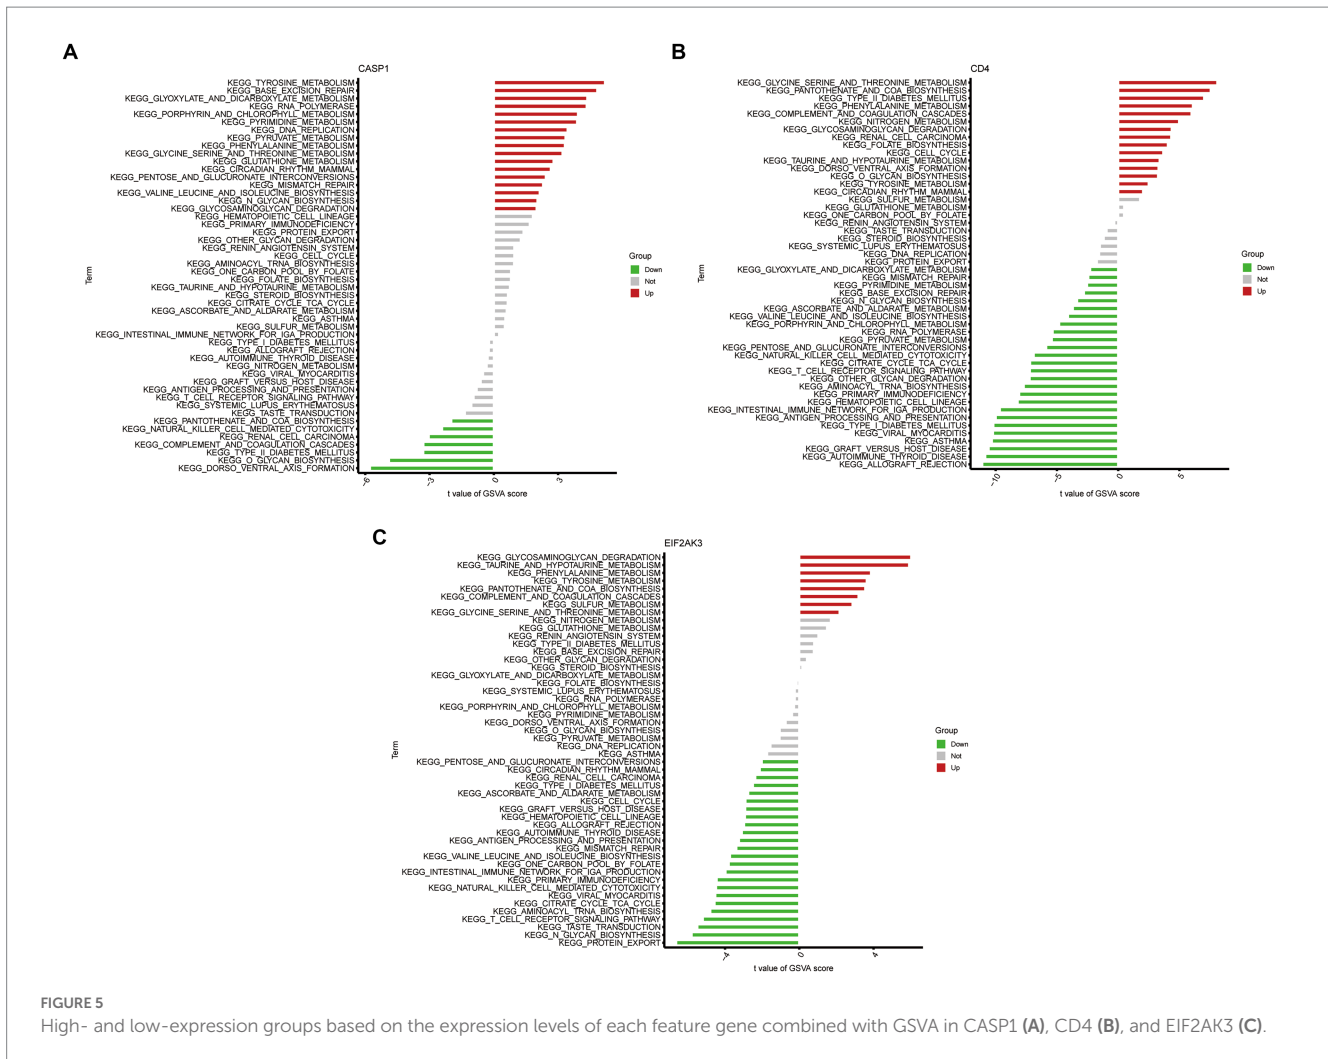 A
CASP1
KEGG_TYROSINE_METABOLISM
KEGG_BASE_EXCISION_REPAIR
KEGG_GLYOXYLATE_AND_DICARBOXYLATE_METABOLISM
KEGG_RNA_POLYMERASE
KEGG_PORPHYRIN_AND_CHLOROPHYLL_METABOLISM
KEGG_PYRIMIDINE_METABOLISM
KEGG_DNA_REPLICATION
KEGG_PYRUVATE_METABOLISM
KEGG_PHENYLALANINE_METABOLISM
KEGG_GLYCINE_SERINE_AND_THREONINE_METABOLISM
KEGG_GLUTATHIONE_METABOLISM
KEGG_CIRCADIAN_RHYTHM_MAMMAL
KEGG_PENTOSE_AND_GLUCURONATE_INTERCONVERSIONS
KEGG_MISMATCH_REPAIR
KEGG_VALINE_LEUCINE_AND_ISOLEUCINE_BIOSYNTHESIS
KEGG_N_GLYCAN_BIOSYNTHESIS
KEGG_GLYCOSAMINOGLYCAN_DEGRADATION
KEGG_HEMATOPOIETIC_CELL_LINEAGE
KEGG_PRIMARY_IMMUNODEFICIENCY
KEGG_PROTEIN_EXPORT
KEGG_OTHER_GLYCAN_DEGRADATION
KEGG_RENIN_ANGIOTENSIN_SYSTEM
KEGG_CELL_CYCLE
KEGG_AMINOACYL_TRNA_BIOSYNTHESIS
KEGG_ONE_CARBON_POOL_BY_FOLATE
KEGG_FOLATE_BIOSYNTHESIS
KEGG_TAURINE_AND_HYPOTAURINE_METABOLISM
KEGG_STEROID_BIOSYNTHESIS
KEGG_CITRATE_CYCLE_TCA_CYCLE
KEGG_ASCORBATE_AND_ALDARATE_METABOLISM
KEGG_ASTHMA
KEGG_SULFUR_METABOLISM
KEGG_INTESTINAL_IMMUNE_NETWORK_FOR_IGA_PRODUCTION
KEGG_TYPE_I_DIABETES_MELLITUS
KEGG_ALLOGRAFT_REJECTION
KEGG_AUTOIMMUNE_THYROID_DISEASE
KEGG_NITROGEN_METABOLISM
KEGG_VIRAL_MYOCARDITIS
KEGG_GRAFT_VERSUS_HOST_DISEASE
KEGG_ANTIGEN_PROCESSING_AND_PRESENTATION
KEGG_T_CELL_RECEPTOR_SIGNALING_PATHWAY
KEGG_SYSTEMIC_LUPUS_ERYTHEMATOSUS
KEGG_TASTE_TRANSDUCTION
KEGG_PANTOTHENATE_AND_COA_BIOSYNTHESIS
KEGG_NATURAL_KILLER_CELL_MEDIATED_CYTOTOXICITY
KEGG_RENAL_CELL_CARCINOMA
KEGG_COMPLEMENT_AND_COAGULATION_CASCADES
KEGG_TYPE_II_DIABETES_MELLITUS
KEGG_O_GLYCAN_BIOSYNTHESIS
KEGG_DORSO_VENTRAL_AXIS_FORMATION
Term
-6
-3
0
3
t value of GSVA score
Group
Down
Not
Up
B
CD4
KEGG_GLYCINE_SERINE_AND_THREONINE_METABOLISM
KEGG_PANTOTHENATE_AND_COA_BIOSYNTHESIS
KEGG_TYPE_II_DIABETES_MELLITUS
KEGG_PHENYLALANINE_METABOLISM
KEGG_COMPLEMENT_AND_COAGULATION_CASCADES
KEGG_NITROGEN_METABOLISM
KEGG_GLYCOSAMINOGLYCAN_DEGRADATION
KEGG_RENAL_CELL_CARCINOMA
KEGG_FOLATE_BIOSYNTHESIS
KEGG_CELL_CYCLE
KEGG_TAURINE_AND_HYPOTAURINE_METABOLISM
KEGG_DORSO_VENTRAL_AXIS_FORMATION
KEGG_O_GLYCAN_BIOSYNTHESIS
KEGG_TYROSINE_METABOLISM
KEGG_CIRCADIAN_RHYTHM_MAMMAL
KEGG_SULFUR_METABOLISM
KEGG_GLUTATHIONE_METABOLISM
KEGG_ONE_CARBON_POOL_BY_FOLATE
KEGG_RENIN_ANGIOTENSIN_SYSTEM
KEGG_TASTE_TRANSDUCTION
KEGG_STEROID_BIOSYNTHESIS
KEGG_SYSTEMIC_LUPUS_ERYTHEMATOSUS
KEGG_DNA_REPLICATION
KEGG_PROTEIN_EXPORT
KEGG_GLYOXYLATE_AND_DICARBOXYLATE_METABOLISM
KEGG_MISMATCH_REPAIR
KEGG_PYRIMIDINE_METABOLISM
KEGG_BASE_EXCISION_REPAIR
KEGG_N_GLYCAN_BIOSYNTHESIS
KEGG_ASCORBATE_AND_ALDARATE_METABOLISM
KEGG_VALINE_LEUCINE_AND_ISOLEUCINE_BIOSYNTHESIS
KEGG_PORPHYRIN_AND_CHLOROPHYLL_METABOLISM
KEGG_RNA_POLYMERASE
KEGG_PYRUVATE_METABOLISM
KEGG_PENTOSE_AND_GLUCURONATE_INTERCONVERSIONS
KEGG_NATURAL_KILLER_CELL_MEDIATED_CYTOTOXICITY
KEGG_CITRATE_CYCLE_TCA_CYCLE
KEGG_T_CELL_RECEPTOR_SIGNALING_PATHWAY
KEGG_OTHER_GLYCAN_DEGRADATION
KEGG_AMINOACYL_TRNA_BIOSYNTHESIS
KEGG_PRIMARY_IMMUNODEFICIENCY
KEGG_HEMATOPOIETIC_CELL_LINEAGE
KEGG_INTESTINAL_IMMUNE_NETWORK_FOR_IGA_PRODUCTION
KEGG_ANTIGEN_PROCESSING_AND_PRESENTATION
KEGG_TYPE_I_DIABETES_MELLITUS
KEGG_VIRAL_MYOCARDITIS
KEGG_ASTHMA
KEGG_GRAFT_VERSUS_HOST_DISEASE
KEGG_AUTOIMMUNE_THYROID_DISEASE
KEGG_ALLOGRAFT_REJECTION
Term
-10
-5
0
5
t value of GSVA score
Group
Down
Not
Up
C
EIF2AK3
KEGG_GLYCOSAMINOGLYCAN_DEGRADATION
KEGG_TAURINE_AND_HYPOTAURINE_METABOLISM
KEGG_PHENYLALANINE_METABOLISM
KEGG_TYROSINE_METABOLISM
KEGG_PANTOTHENATE_AND_COA_BIOSYNTHESIS
KEGG_COMPLEMENT_AND_COAGULATION_CASCADES
KEGG_SULFUR_METABOLISM
KEGG_GLYCINE_SERINE_AND_THREONINE_METABOLISM
KEGG_NITROGEN_METABOLISM
KEGG_GLUTATHIONE_METABOLISM
KEGG_RENIN_ANGIOTENSIN_SYSTEM
KEGG_TYPE_II_DIABETES_MELLITUS
KEGG_BASE_EXCISION_REPAIR
KEGG_OTHER_GLYCAN_DEGRADATION
KEGG_STEROID_BIOSYNTHESIS
KEGG_GLYOXYLATE_AND_DICARBOXYLATE_METABOLISM
KEGG_FOLATE_BIOSYNTHESIS
KEGG_SYSTEMIC_LUPUS_ERYTHEMATOSUS
KEGG_RNA_POLYMERASE
KEGG_PORPHYRIN_AND_CHLOROPHYLL_METABOLISM
KEGG_PYRIMIDINE_METABOLISM
KEGG_DORSO_VENTRAL_AXIS_FORMATION
KEGG_O_GLYCAN_BIOSYNTHESIS
KEGG_PYRUVATE_METABOLISM
KEGG_DNA_REPLICATION
KEGG_ASTHMA
KEGG_PENTOSE_AND_GLUCURONATE_INTERCONVERSIONS
KEGG_CIRCADIAN_RHYTHM_MAMMAL
KEGG_RENAL_CELL_CARCINOMA
KEGG_TYPE_I_DIABETES_MELLITUS
KEGG_ASCORBATE_AND_ALDARATE_METABOLISM
KEGG_CELL_CYCLE
KEGG_GRAFT_VERSUS_HOST_DISEASE
KEGG_HEMATOPOIETIC_CELL_LINEAGE
KEGG_ALLOGRAFT_REJECTION
KEGG_AUTOIMMUNE_THYROID_DISEASE
KEGG_ANTIGEN_PROCESSING_AND_PRESENTATION
KEGG_MISMATCH_REPAIR
KEGG_VALINE_LEUCINE_AND_ISOLEUCINE_BIOSYNTHESIS
KEGG_ONE_CARBON_POOL_BY_FOLATE
KEGG_INTESTINAL_IMMUNE_NETWORK_FOR_IGA_PRODUCTION
KEGG_PRIMARY_IMMUNODEFICIENCY
KEGG_NATURAL_KILLER_CELL_MEDIATED_CYTOTOXICITY
KEGG_VIRAL_MYOCARDITIS
KEGG_CITRATE_CYCLE_TCA_CYCLE
KEGG_AMINOACYL_TRNA_BIOSYNTHESIS
KEGG_T_CELL_RECEPTOR_SIGNALING_PATHWAY
KEGG_TASTE_TRANSDUCTION
KEGG_N_GLYCAN_BIOSYNTHESIS
KEGG_PROTEIN_EXPORT
Term
-4
0
4
t value of GSVA score
Group
Down
Not
Up
FIGURE 5
High- and low-expression groups based on the expression levels of each feature gene combined with GSVA in CASP1 (A), CD4 (B), and EIF2AK3 (C).